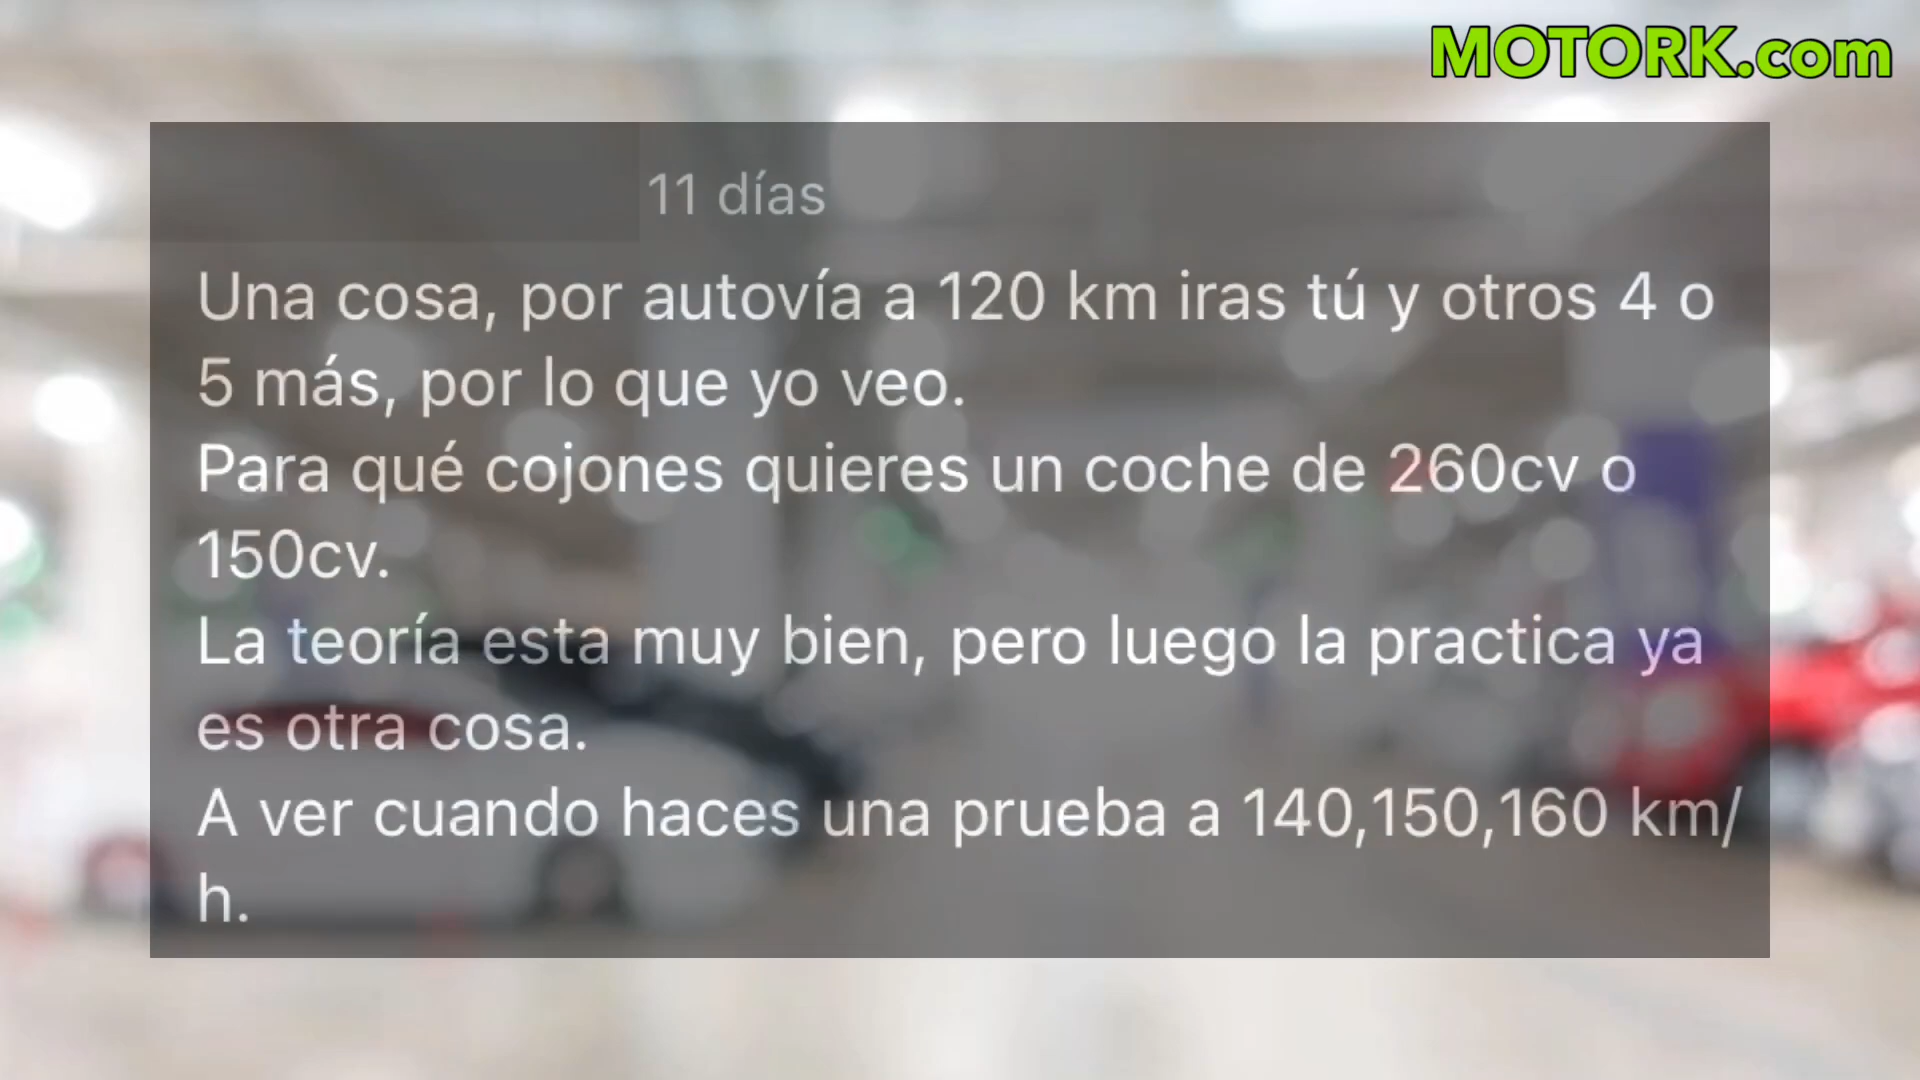 MOTORK.com
11 días
Una cosa, por autovía a 120 km iras tú y otros 4 o
5 más, por lo que yo veo.
Para qué cojones quieres un coche de 260cv o
150cv.
La teoría esta muy bien, pero luego la practica ya
es otra cosa.
A ver cuando haces una prueba a 140,150,160 km/
h.